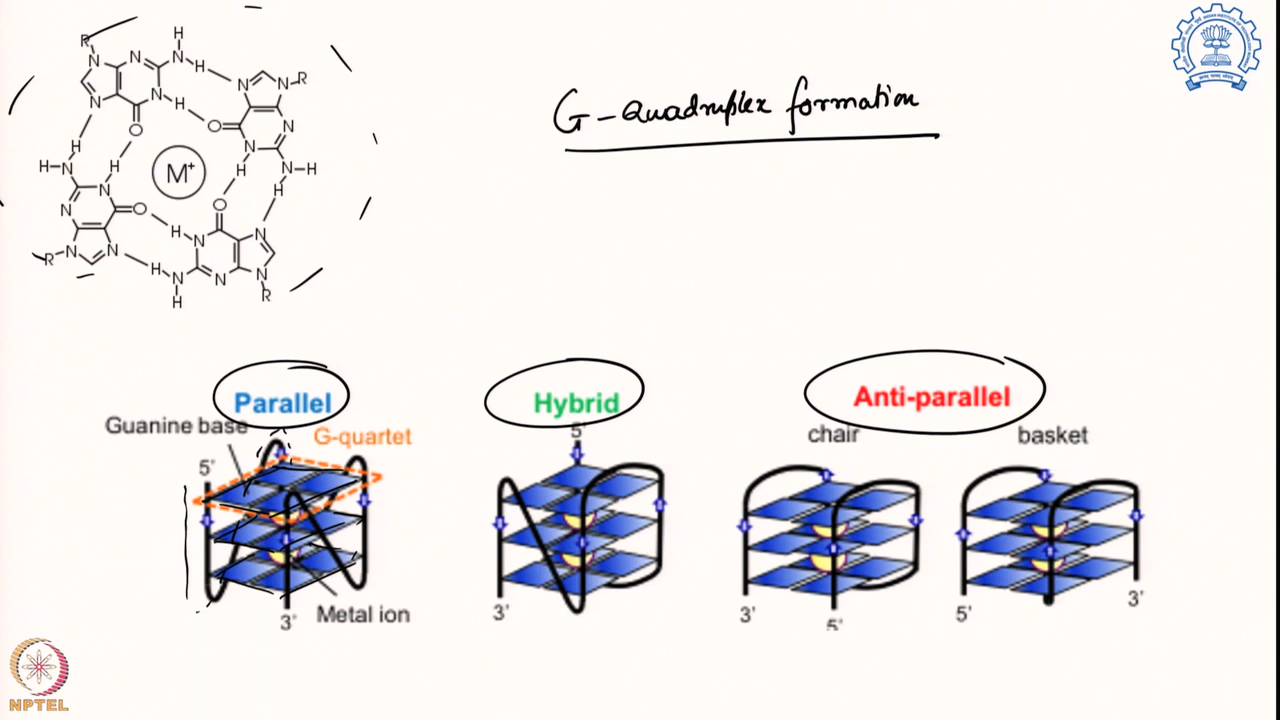 R
H
N
N
N
H
N
H
N
O
N
N
R
O
N
N
H
H
N
H
H
H
H
N
N
O
M⁺
H
N
H
H
N
N
R
N
N
O
H
N
H
N
H
O
N
N
N
R
G-Quadruplex formation
Parallel
Hybrid
Anti-parallel
Guanine base
G-quartet
chair
basket
5'
5'
3'
Metal ion
3'
3'
5'
5'
3'
NPTEL